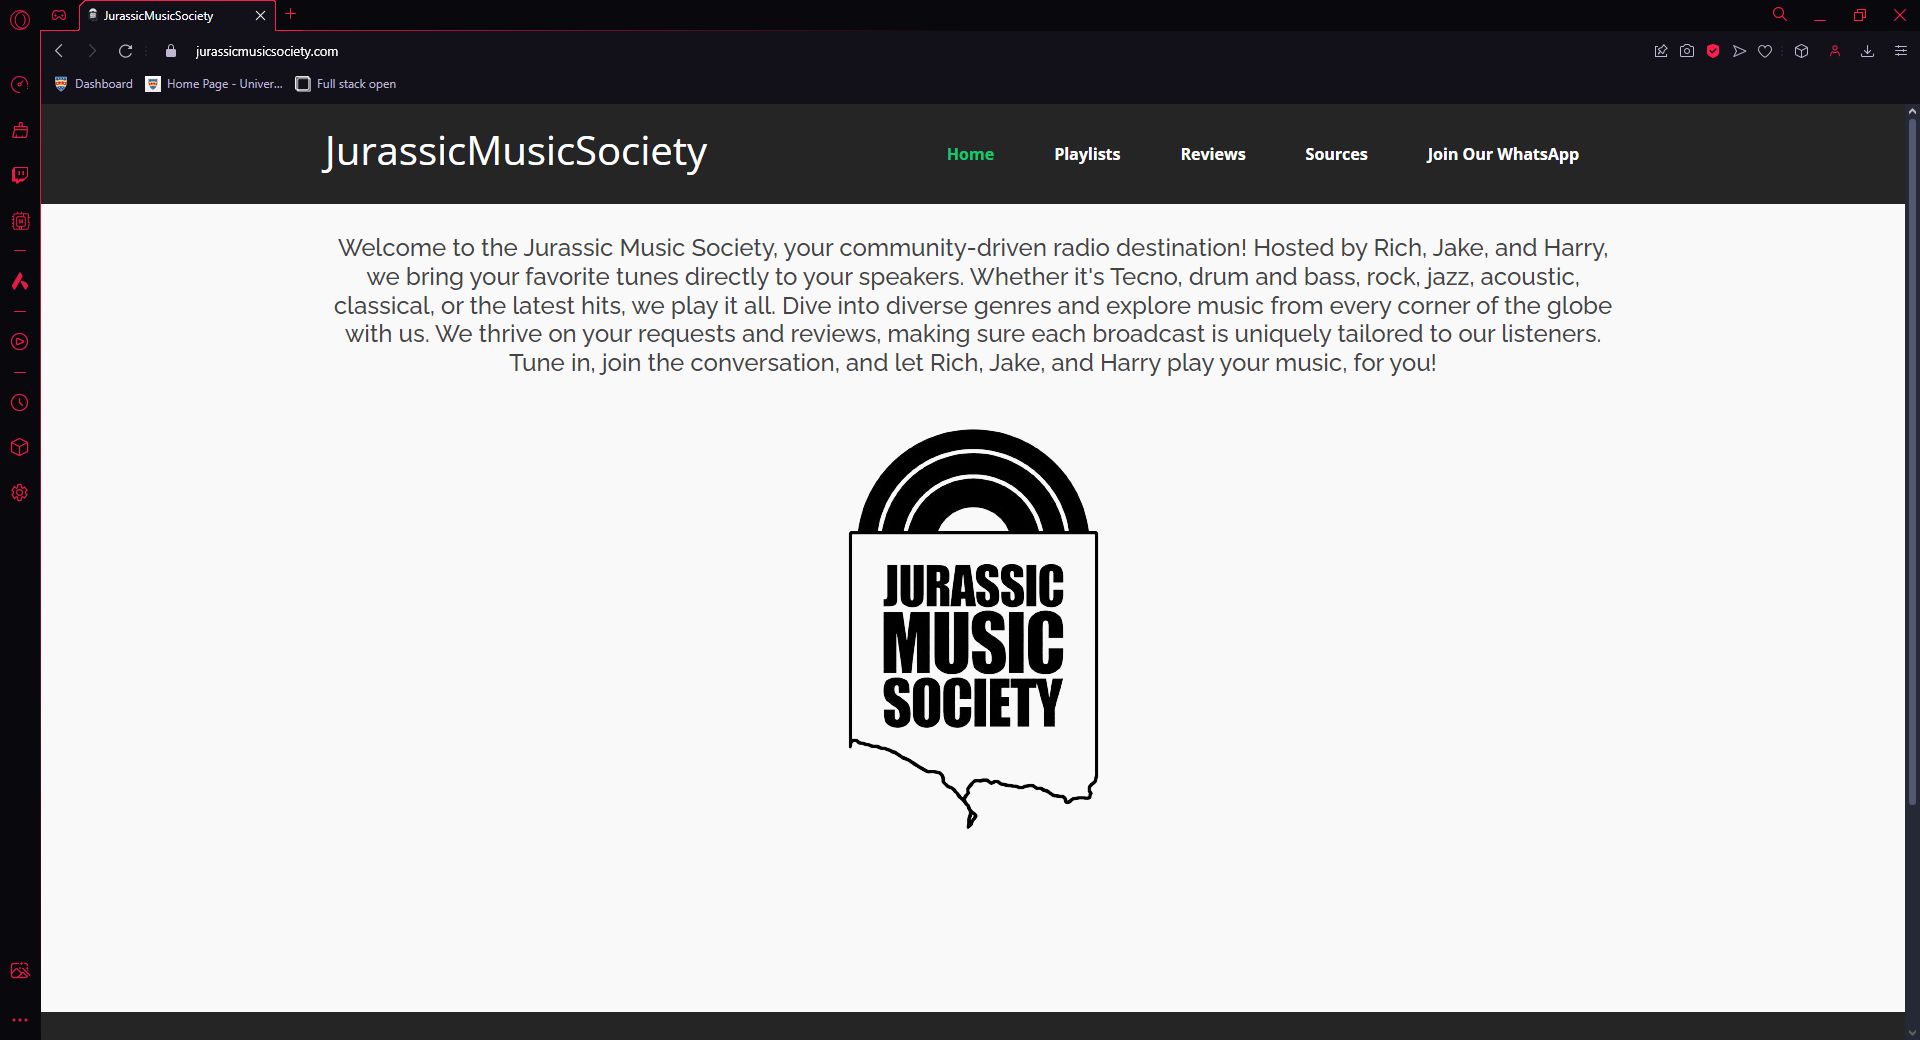 JurassicMusicSociety
jurassicmusicsociety.com
Dashboard Home Page - Univer... Full stack open
JurassicMusicSociety Home Playlists Reviews Sources Join Our WhatsApp
Welcome to the Jurassic Music Society, your community-driven radio destination! Hosted by Rich, Jake, and Harry,
we bring your favorite tunes directly to your speakers. Whether it's Tecno, drum and bass, rock, jazz, acoustic,
classical, or the latest hits, we play it all. Dive into diverse genres and explore music from every corner of the globe
with us. We thrive on your requests and reviews, making sure each broadcast is uniquely tailored to our listeners.
Tune in, join the conversation, and let Rich, Jake, and Harry play your music, for you!
JURASSIC
MUSIC
SOCIETY